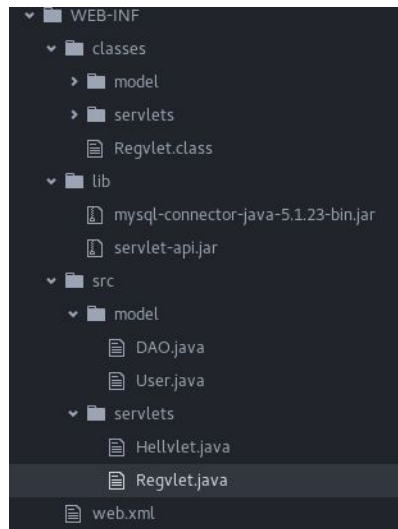 WEB-INF
classes
model
servlets
Regvlet.class
lib
mysql-connector-java-5.1.23-bin.jar
servlet-api.jar
src
model
DAO.java
User.java
servlets
Hellvlet.java
Regvlet.java
web.xml